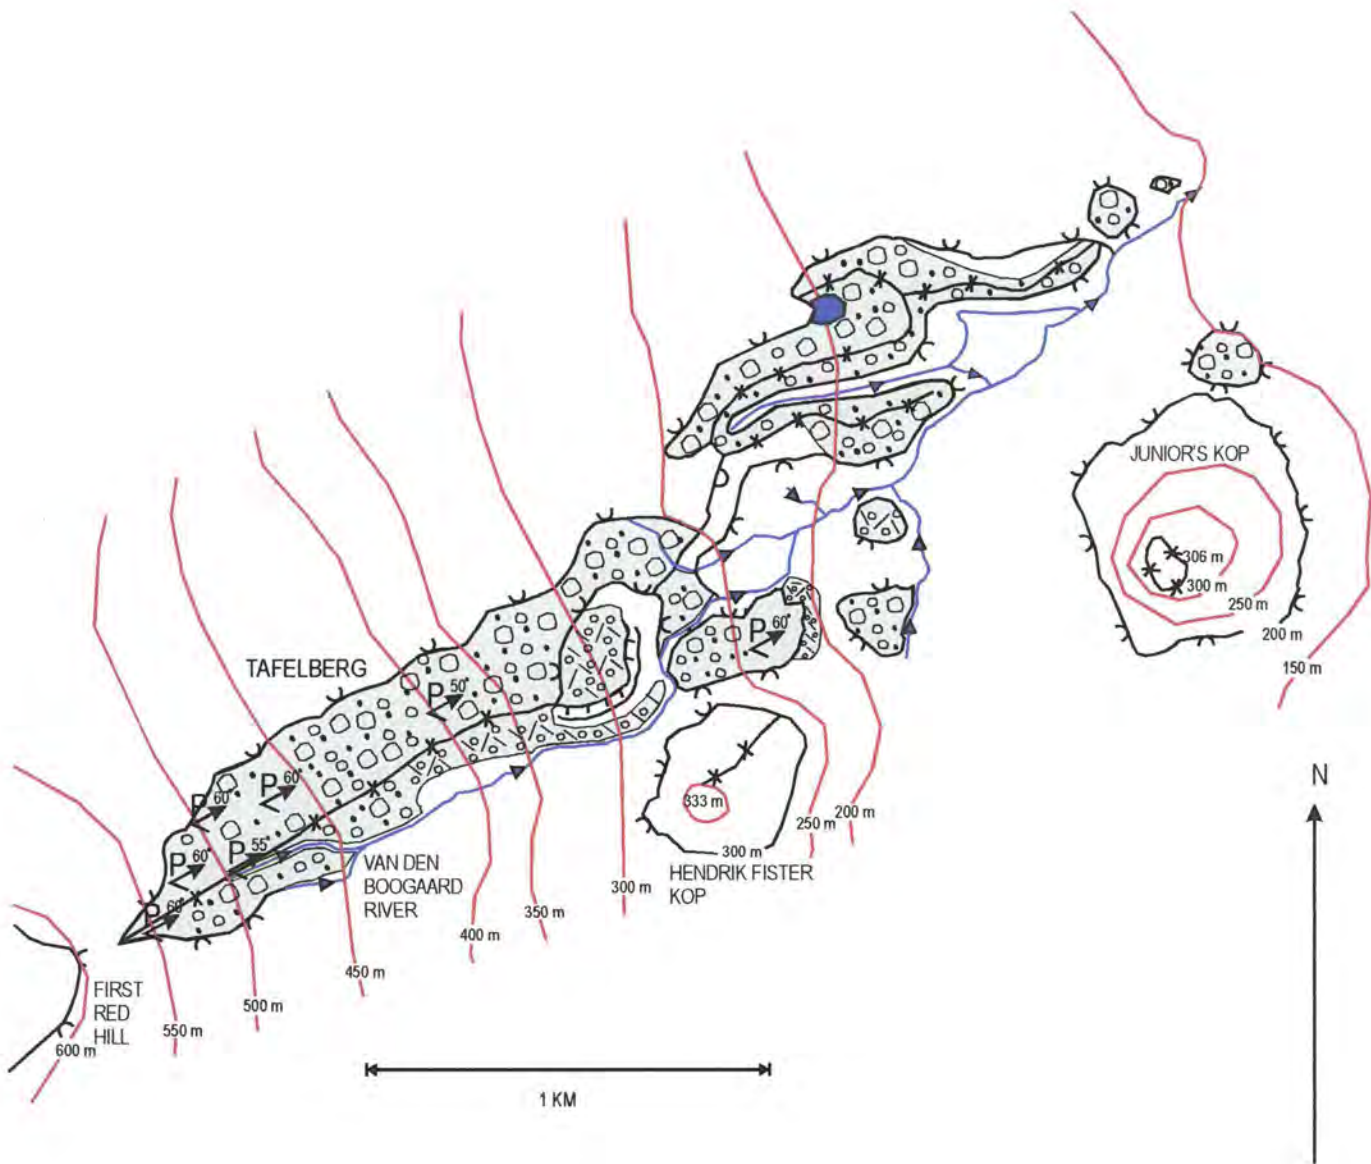 JUNIOR'S KOP
306 m
300 m
250 m
200 m
150 m
P 60°
TAFELBERG
P 50°
P 60°
P 60°
P 55°
P 60°
P 60°
333 m
300 m
250 m
200 m
HENDRIK FISTER
KOP
VAN DEN
BOOGAARD
RIVER
300 m
350 m
400 m
450 m
500 m
550 m
600 m
FIRST
RED
HILL
N
1 KM